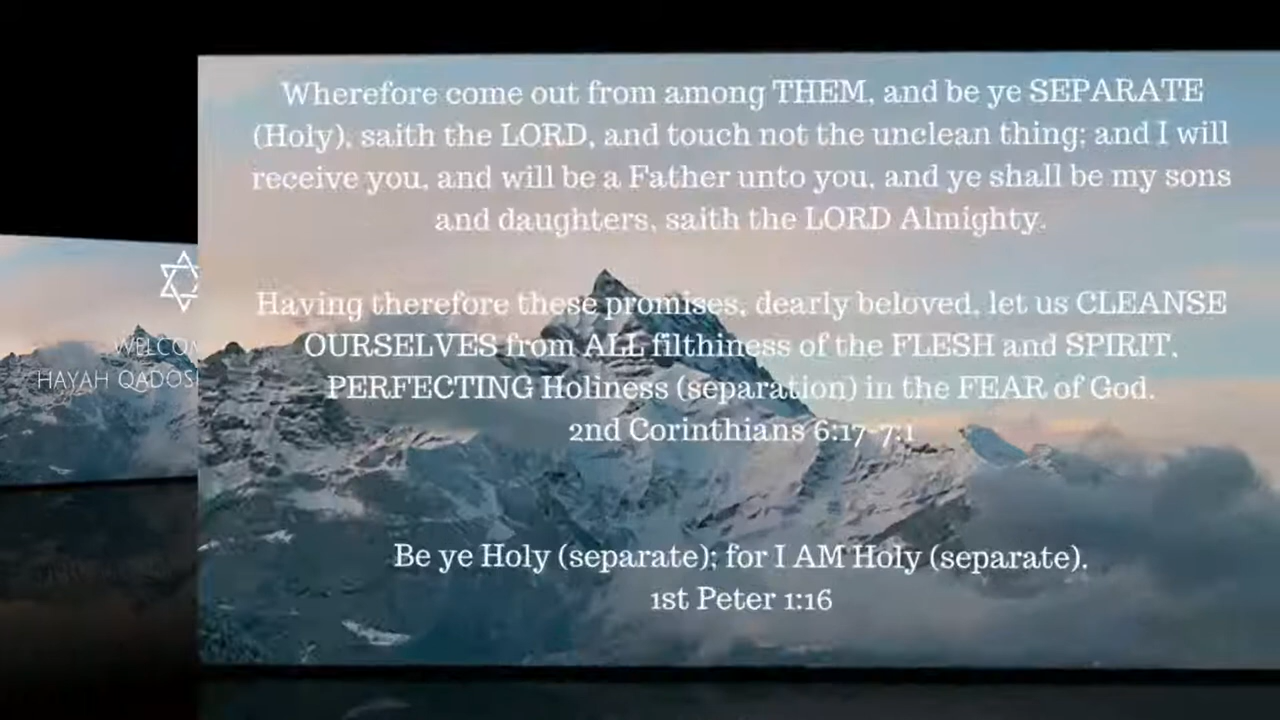 Wherefore come out from among THEM, and be ye SEPARATE
(Holy), saith the LORD, and touch not the unclean thing; and I will
receive you, and will be a Father unto you, and ye shall be my sons
and daughters, saith the LORD Almighty.
Having therefore these promises, dearly beloved, let us CLEANSE
OURSELVES from ALL filthiness of the FLESH and SPIRIT,
PERFECTING Holiness (separation) in the FEAR of God.
2nd Corinthians 6:17-7:1
Be ye Holy (separate); for I AM Holy (separate).
1st Peter 1:16
HAYAH